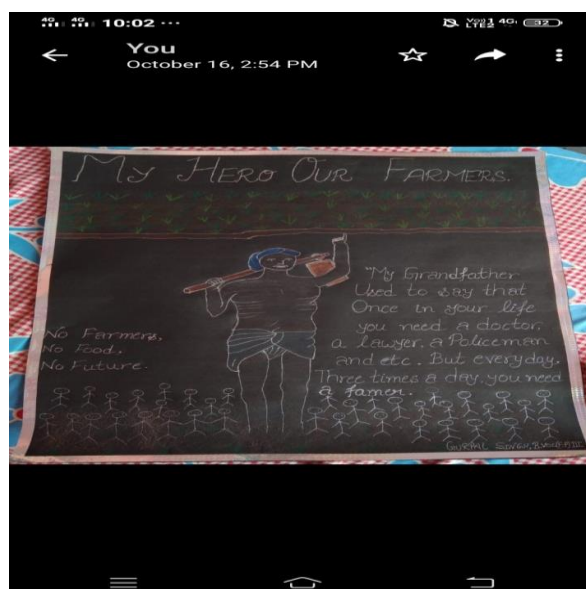 10:02
You
October 16, 2:54 PM
My Hero Our Farmers.
"My Grandfather
Used to say that
Once in your life
you need a doctor,
a lawyer, a Policeman
and etc. But everyday,
Three times a day, you need
a famer.
No Farmers,
No Food,
No Future.